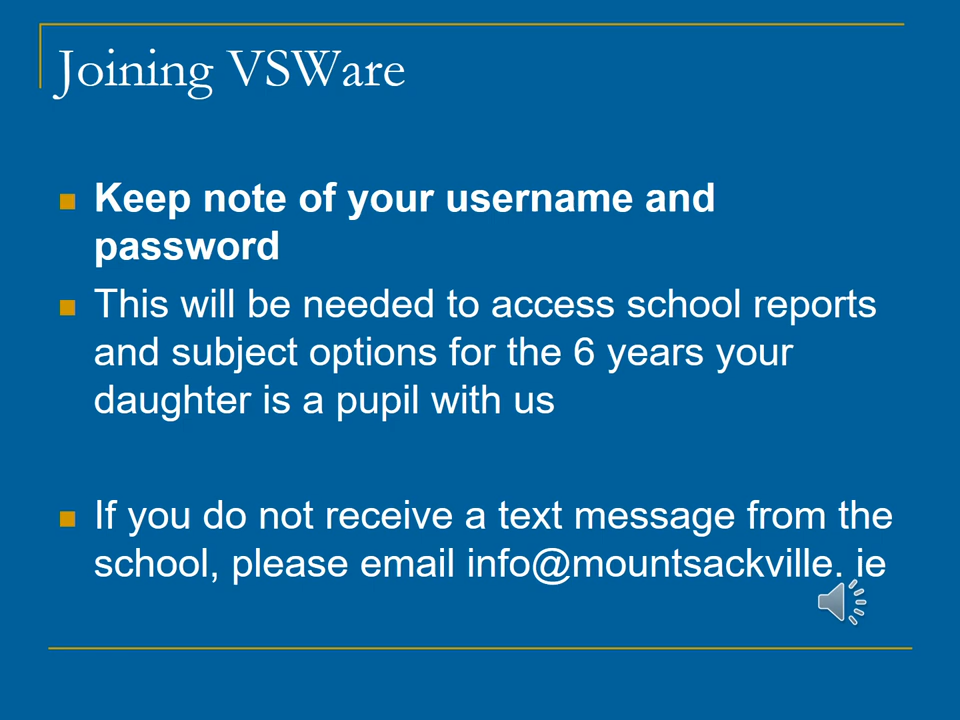 Joining VSWare
Keep note of your username and
password
This will be needed to access school reports
and subject options for the 6 years your
daughter is a pupil with us
If you do not receive a text message from the
school, please email info@mountsackville. ie